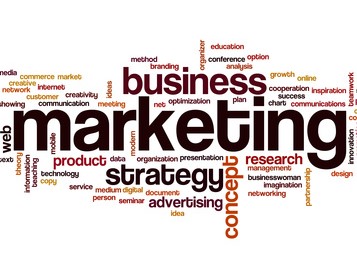 education
organizer
method
conference
option
branding
analysis
media
commerce
market
growth
online
creative
business
network
internet
ideas
cooperation
teamwork
customer
creativity
success
showing
communication
meeting
net
optimization
plan
chart
communications
inspiration
web
marketing
design
innovation
text
mobile
modern
product
data
organization
presentation
research
theory
information
teaching
technology
strategy
concept
management
copy
businesswoman
service
medium
digital
document
imagination
partnership
design
person
seminar
advertising
networking
idea